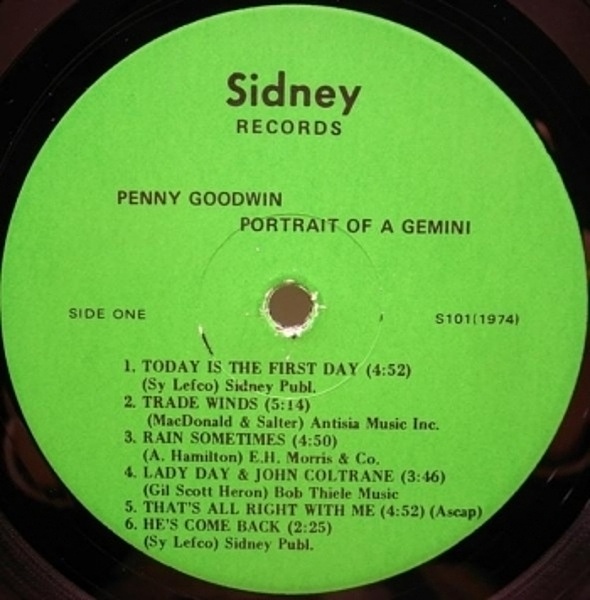 Sidney
RECORDS
PENNY GOODWIN
PORTRAIT OF A GEMINI
SIDE ONE
S101(1974)
1. TODAY IS THE FIRST DAY (4:52)
(Sy Lefco) Sidney Publ.
2. TRADE WINDS (5:14)
(MacDonald & Salter) Antisia Music Inc.
3. RAIN SOMETIMES (4:50)
(A. Hamilton) E.H. Morris & Co.
4. LADY DAY & JOHN COLTRANE (3:46)
(Gil Scott Heron) Bob Thiele Music
5. THAT'S ALL RIGHT WITH ME (4:52) (Ascap)
6. HE'S COME BACK (2:25)
(Sy Lefco) Sidney Publ.